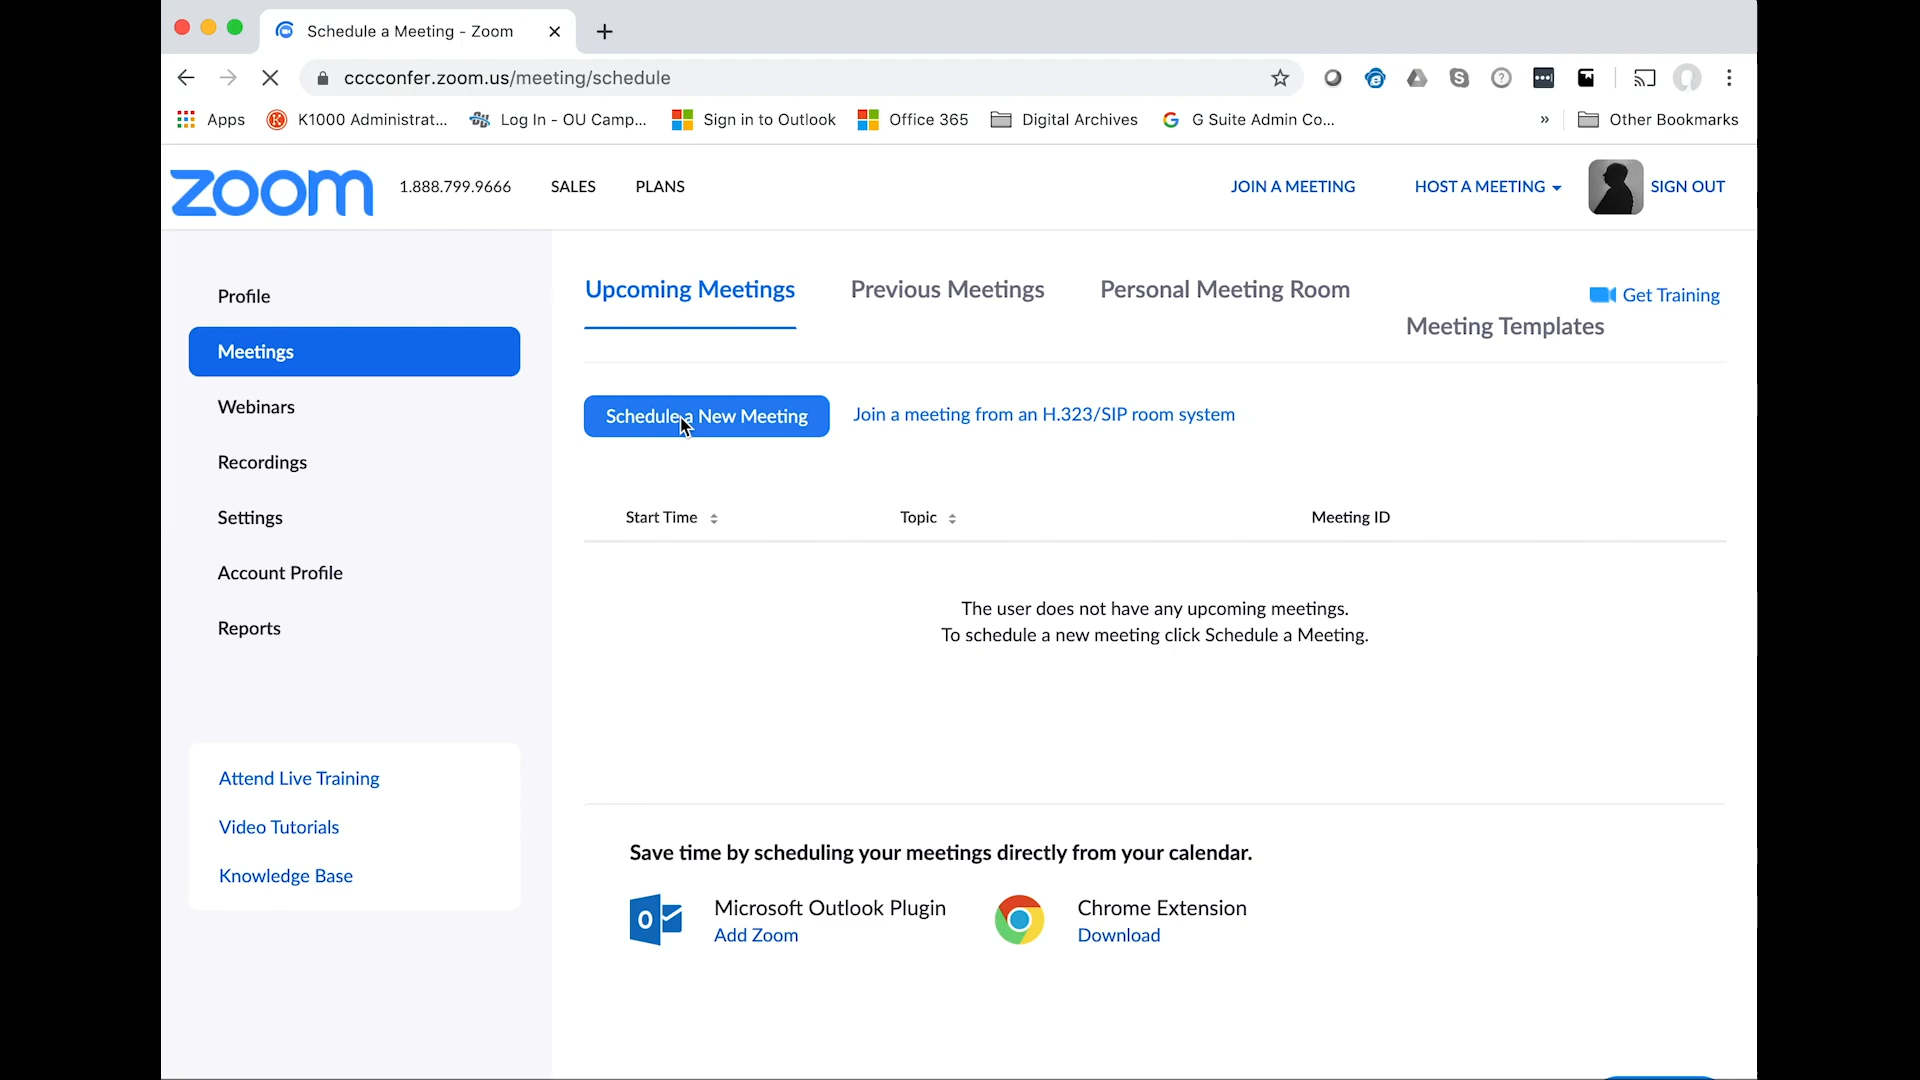 Schedule a Meeting - Zoom
cccconfer.zoom.us/meeting/schedule
Apps
K1000 Administrat...
Log In - OU Camp...
Sign in to Outlook
Office 365
Digital Archives
G Suite Admin Co...
»
Other Bookmarks
zoom
1.888.799.9666
SALES
PLANS
JOIN A MEETING
HOST A MEETING
SIGN OUT
Profile
Meetings
Webinars
Recordings
Settings
Account Profile
Reports
Attend Live Training
Video Tutorials
Knowledge Base
Upcoming Meetings
Previous Meetings
Personal Meeting Room
Meeting Templates
Get Training
Schedule a New Meeting
Join a meeting from an H.323/SIP room system
Start Time
Topic
Meeting ID
The user does not have any upcoming meetings.
To schedule a new meeting click Schedule a Meeting.
Save time by scheduling your meetings directly from your calendar.
Microsoft Outlook Plugin
Add Zoom
Chrome Extension
Download